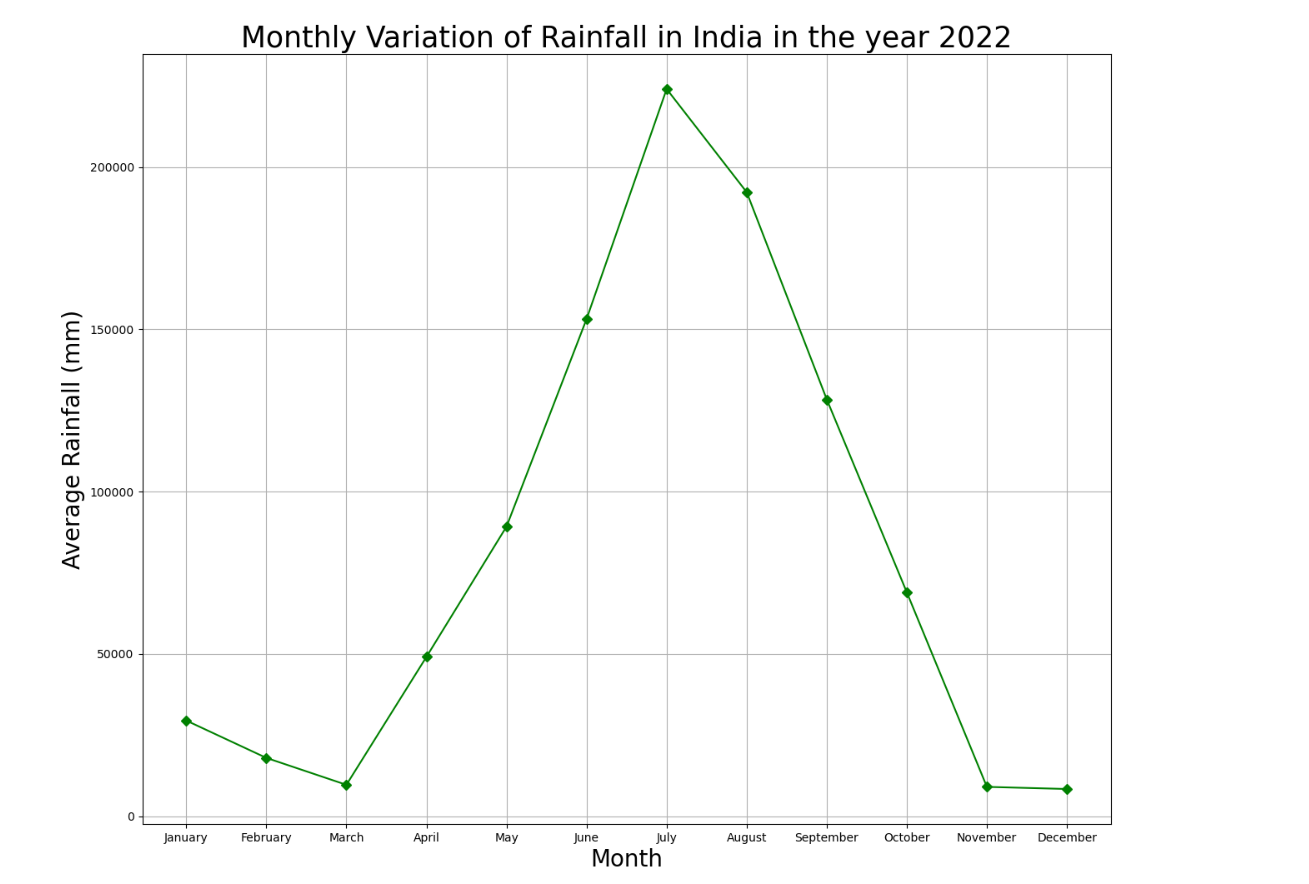 Monthly Variation of Rainfall in India in the year 2022
Average Rainfall (mm)
200000
150000
100000
50000
0
January February March April May June July August September October November December
Month